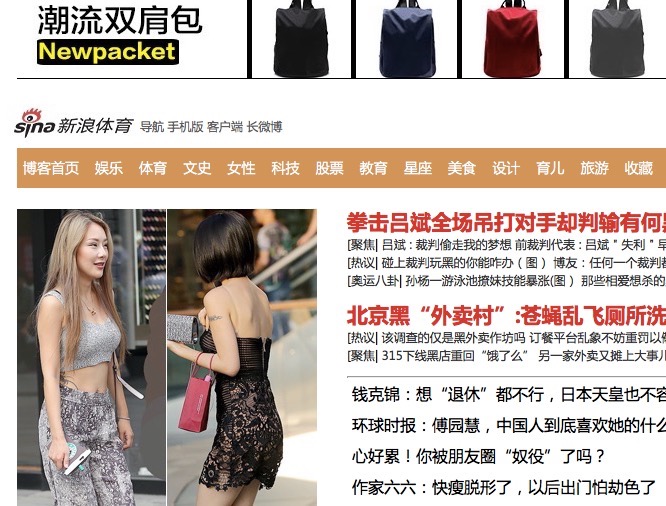 潮流双肩包
Newpacket
sina 新浪体育 导航 手机版 客户端 长微博
博客首页 娱乐 体育 文史 女性 科技 股票 教育 星座 美食 设计 育儿 旅游 收藏
拳击吕斌全场吊打对手却判输有何
[聚焦| 吕斌：裁判偷走我的梦想 前裁判代表：吕斌＂失利＂早
[热议| 碰上裁判玩黑的你能咋办（图） 博友：任何一个裁判都
[奥运八卦| 孙杨一游泳池撩妹技能暴涨(图） 那些相爱想杀的
北京黑“外卖村”:苍蝇乱飞厕所洗
[热议| 该调查的仅是黑外卖作坊吗 订餐平台乱象不妨重罚以
[聚焦| 315下线黑店重回“饿了么” 另一家外卖又摊上大事儿
钱克锦：想“退休”都不行，日本天皇也不容
环球时报：傅园慧，中国人到底喜欢她的什么
心好累！你被朋友圈“奴役”了吗？
作家六六：快瘦脱形了，以后出门怕劫色了